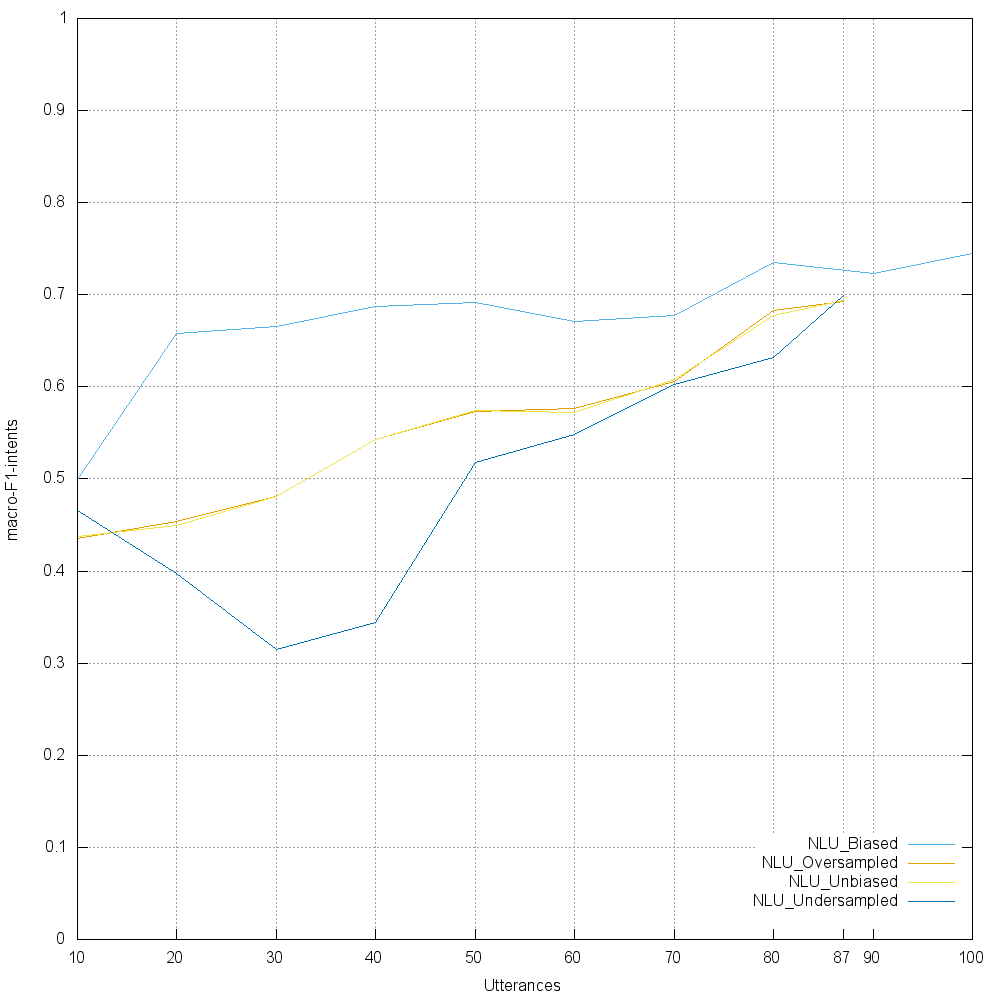 1
0.9
0.8
0.7
0.6
0.5
0.4
0.3
0.2
0.1
0
macro-F1-intents
NLU_Biased
NLU_Oversampled
NLU_Unbiased
NLU_Undersampled
10 20 30 40 50 60 70 80 87 90 100
Utterances